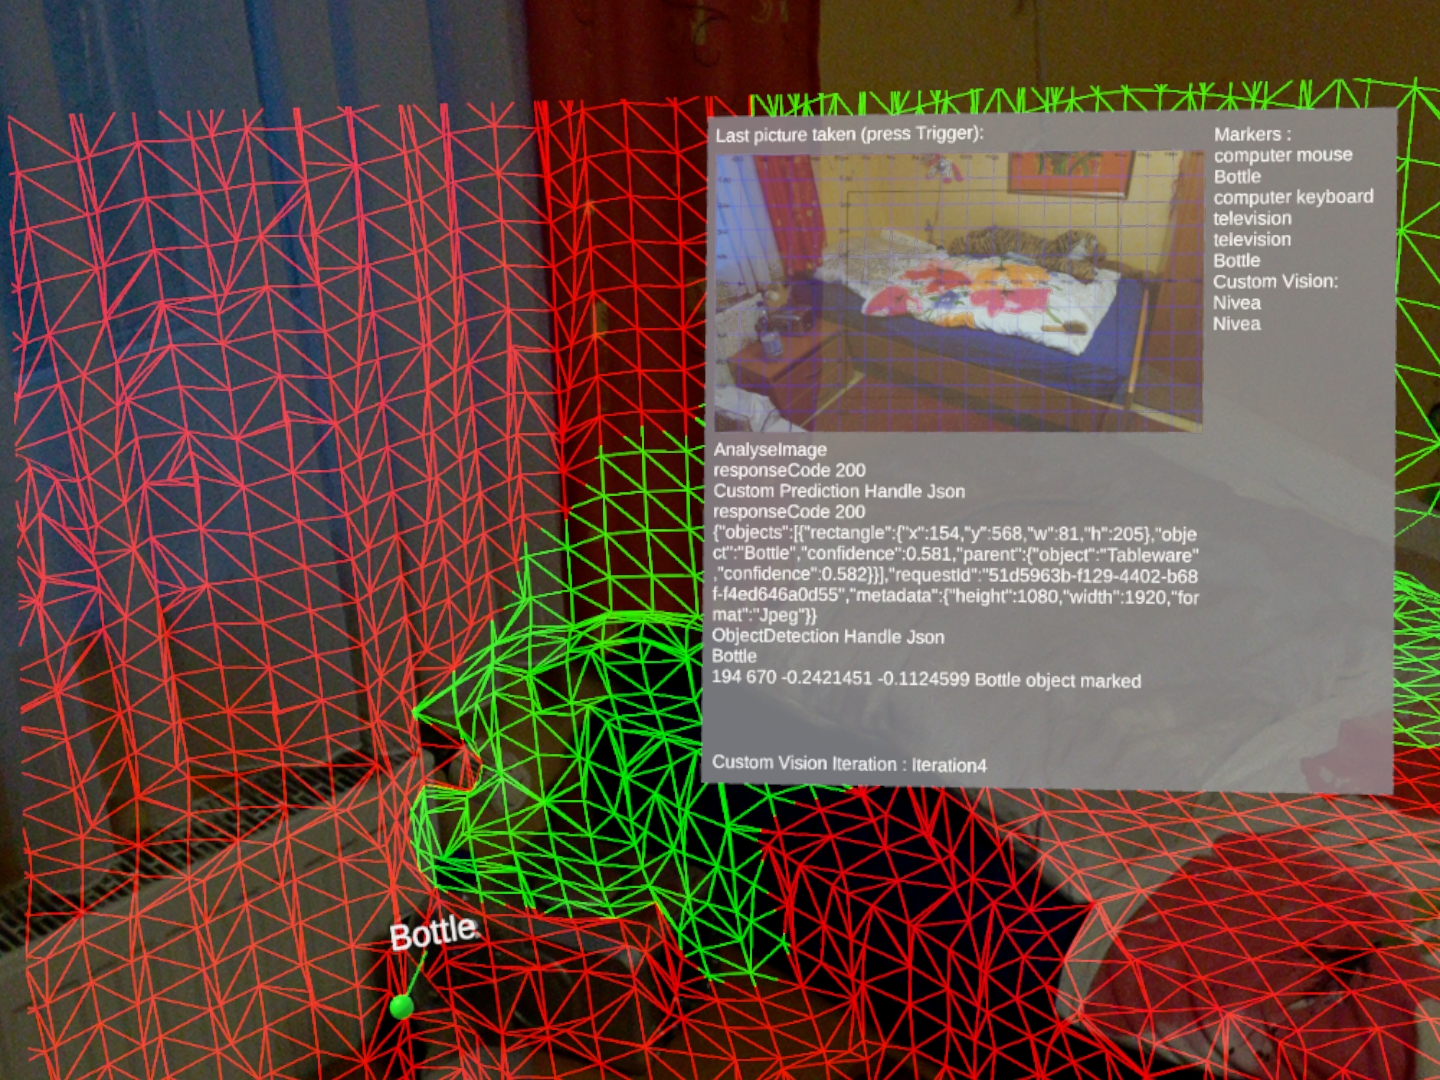 Last picture taken (press Trigger):
AnalyseImage
responseCode 200
Custom Prediction Handle Json
responseCode 200
{"objects":[{"rectangle":{"x":154,"y":568,"w":81,"h":205},"obje
ct":"Bottle","confidence":0.581,"parent":{"object":"Tableware"
,"confidence":0.582}}],"requestId":"51d5963b-f129-4402-b68
f-f4ed646a0d55","metadata":{"height":1080,"width":1920,"for
mat":"Jpeg"}}
ObjectDetection Handle Json
Bottle
194 670 -0.2421451 -0.1124599 Bottle object marked
Custom Vision Iteration : Iteration4
Markers :
computer mouse
Bottle
computer keyboard
television
television
Bottle
Custom Vision:
Nivea
Nivea
Bottle